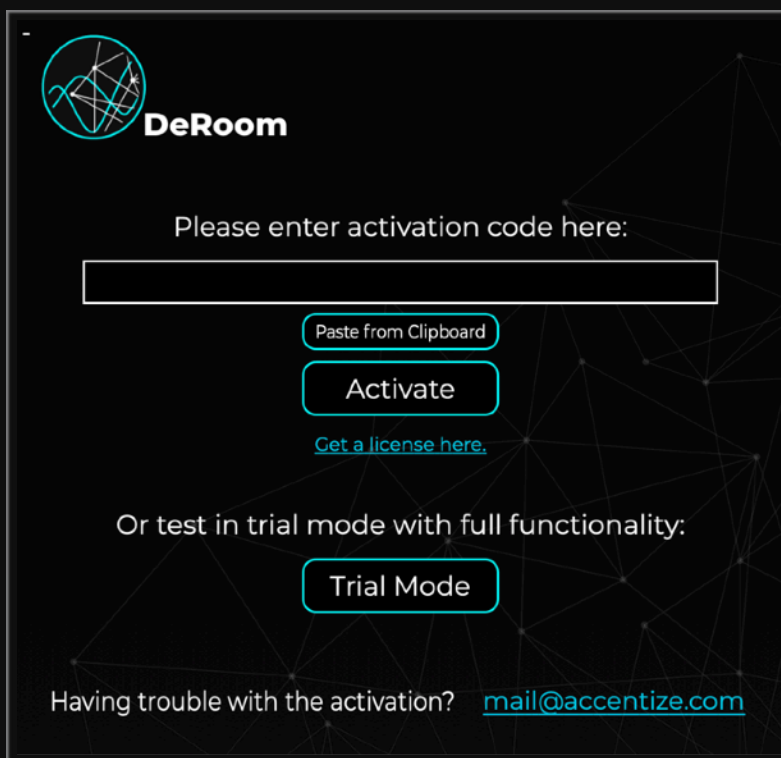 DeRoom
Please enter activation code here:
Paste from Clipboard
Activate
Get a license here.
Or test in trial mode with full functionality:
Trial Mode
Having trouble with the activation? mail@accentize.com